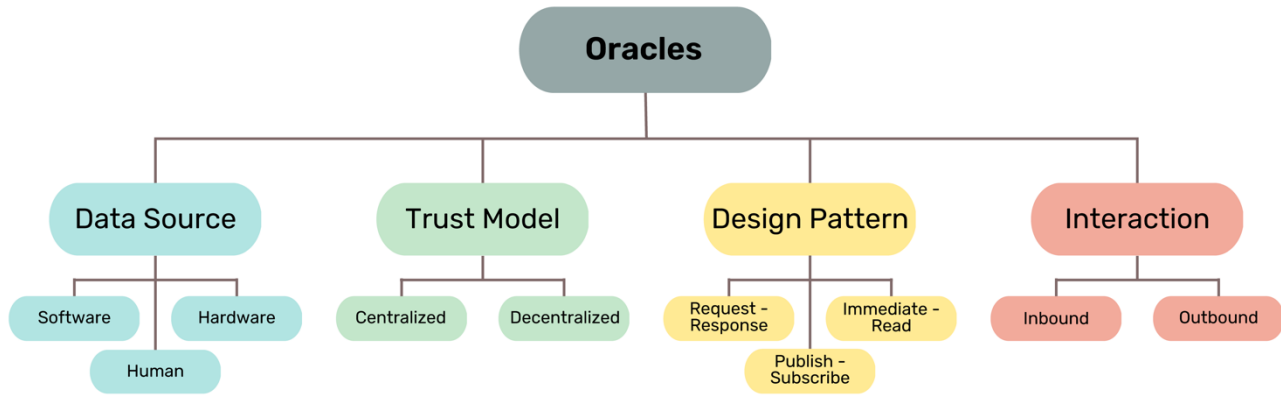 Oracles
Data Source
Trust Model
Design Pattern
Interaction
Software
Hardware
Human
Centralized
Decentralized
Request -
Response
Immediate -
Read
Publish -
Subscribe
Inbound
Outbound